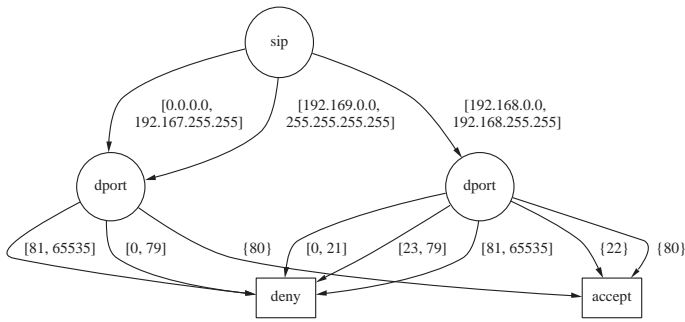 sip
[0.0.0.0,
192.167.255.255]
[192.169.0.0,
255.255.255.255]
[192.168.0.0,
192.168.255.255]
dport
dport
[81, 65535]
[0, 79]
{80}
[0, 21]
[23, 79]
[81, 65535]
{22}
{80}
deny
accept